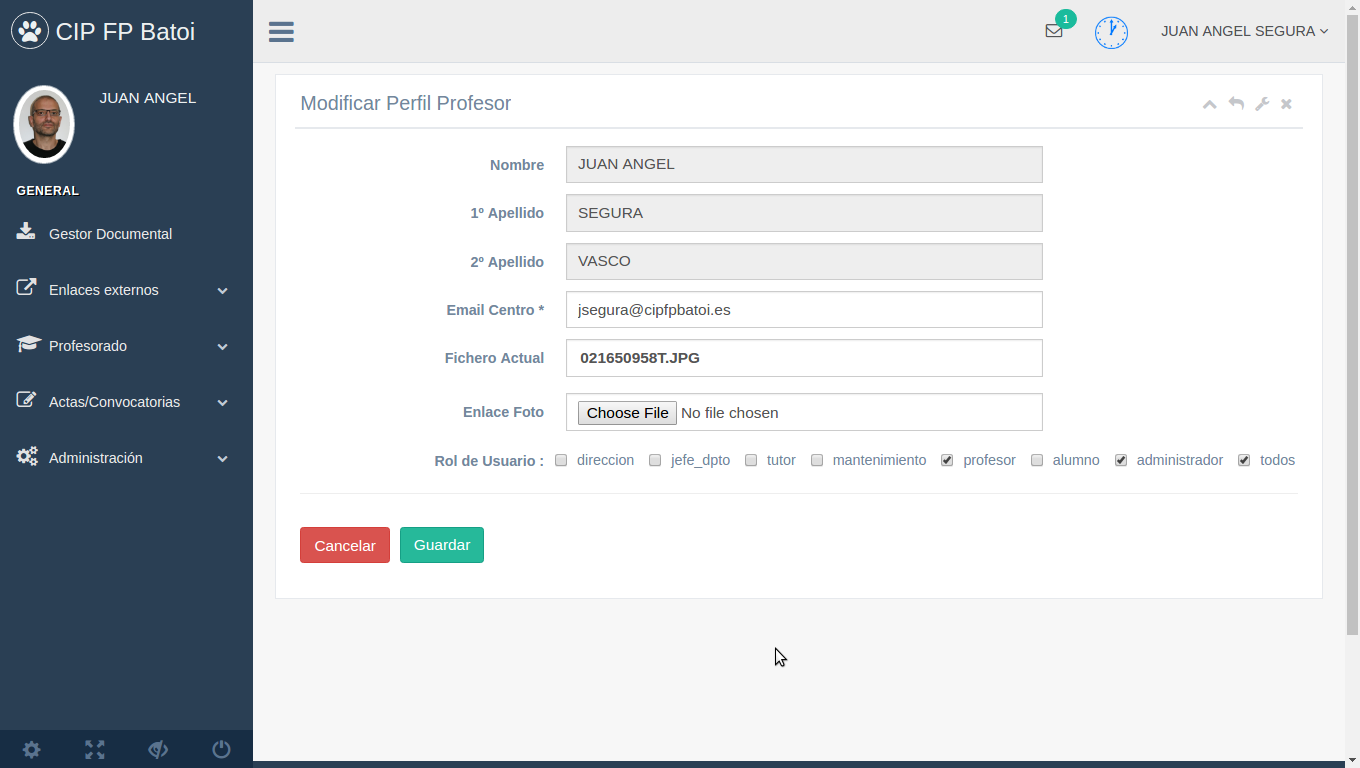 CIP FP Batoi
1
JUAN ANGEL SEGURA
JUAN ANGEL
GENERAL
Gestor Documental
Enlaces externos
Profesorado
Actas/Convocatorias
Administración
Modificar Perfil Profesor
Nombre JUAN ANGEL
1º Apellido SEGURA
2º Apellido VASCO
Email Centro * jsegura@cipfpbatoi.es
Fichero Actual 021650958T.JPG
Enlace Foto Choose File No file chosen
Rol de Usuario : direccion jefe_dpto tutor mantenimiento profesor alumno administrador todos
Cancelar Guardar